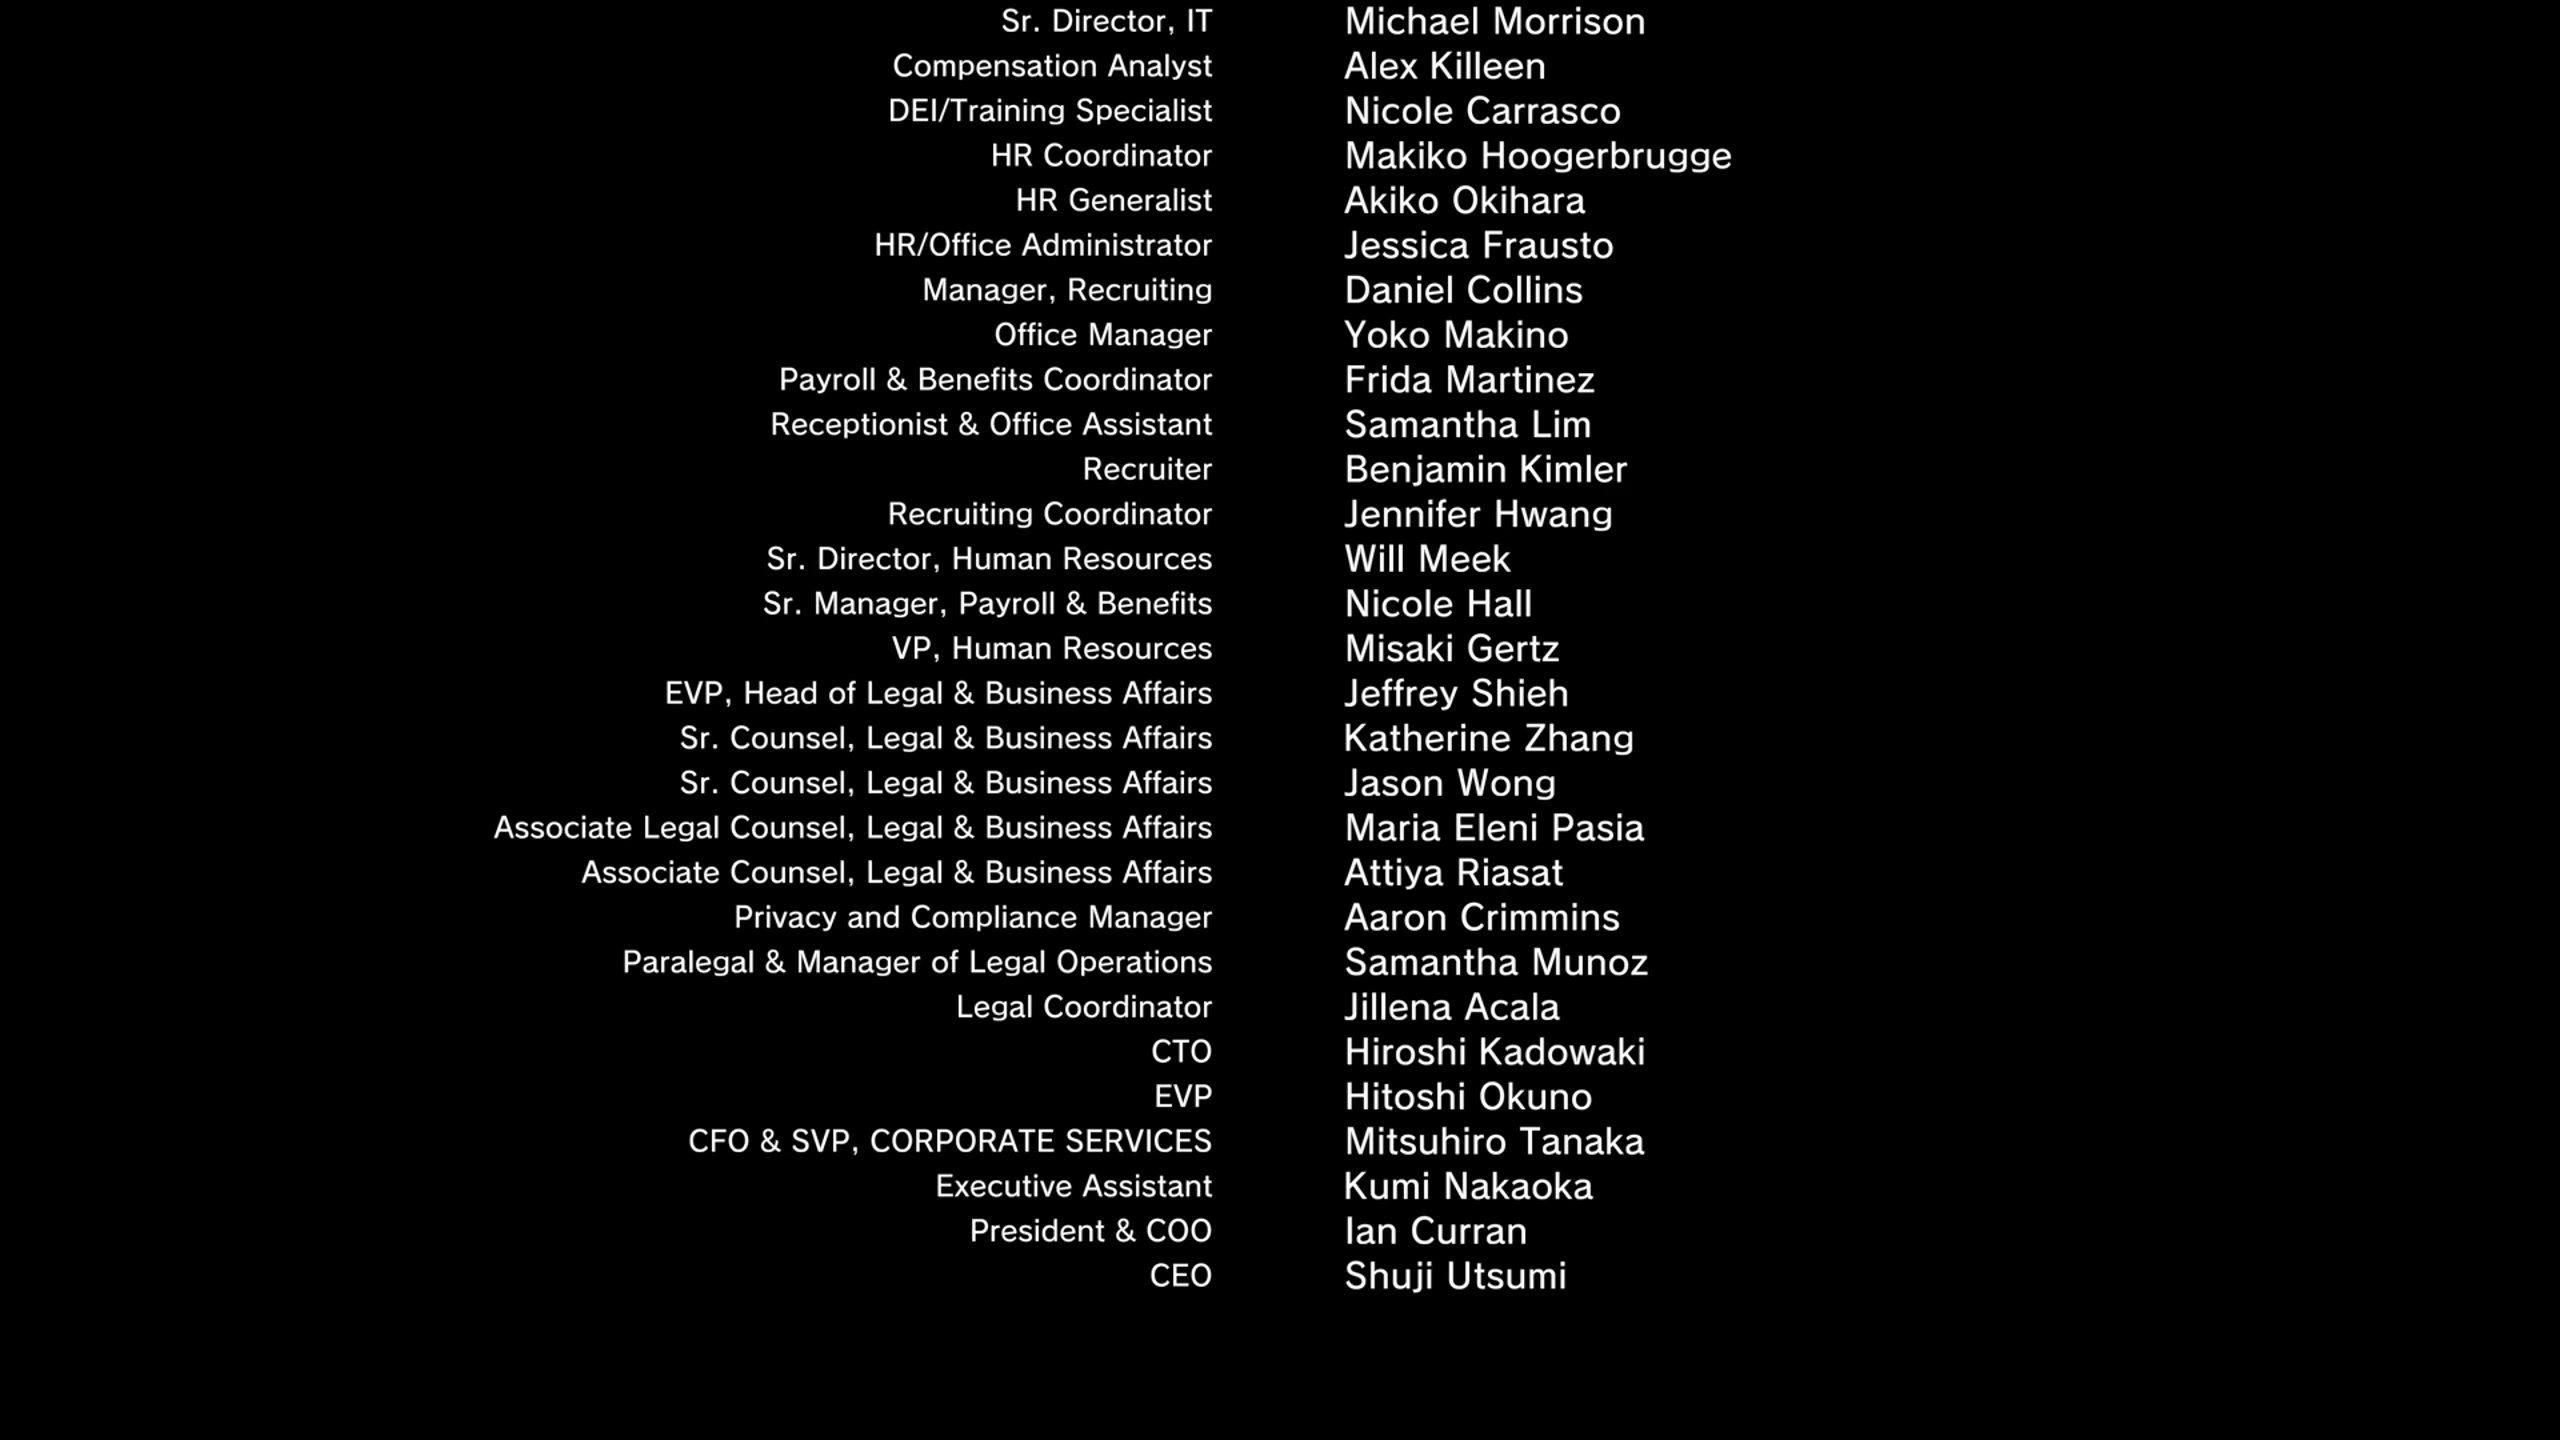 Sr. Director, IT Michael Morrison
Compensation Analyst Alex Killeen
DEI/Training Specialist Nicole Carrasco
HR Coordinator Makiko Hoogerbrugge
HR Generalist Akiko Okihara
HR/Office Administrator Jessica Frausto
Manager, Recruiting Daniel Collins
Office Manager Yoko Makino
Payroll & Benefits Coordinator Frida Martinez
Receptionist & Office Assistant Samantha Lim
Recruiter Benjamin Kimler
Recruiting Coordinator Jennifer Hwang
Sr. Director, Human Resources Will Meek
Sr. Manager, Payroll & Benefits Nicole Hall
VP, Human Resources Misaki Gertz
EVP, Head of Legal & Business Affairs Jeffrey Shieh
Sr. Counsel, Legal & Business Affairs Katherine Zhang
Sr. Counsel, Legal & Business Affairs Jason Wong
Associate Legal Counsel, Legal & Business Affairs Maria Eleni Pasia
Associate Counsel, Legal & Business Affairs Attiya Riasat
Privacy and Compliance Manager Aaron Crimmins
Paralegal & Manager of Legal Operations Samantha Munoz
Legal Coordinator Jillena Acala
CTO Hiroshi Kadowaki
EVP Hitoshi Okuno
CFO & SVP, CORPORATE SERVICES Mitsuhiro Tanaka
Executive Assistant Kumi Nakaoka
President & COO Ian Curran
CEO Shuji Utsumi